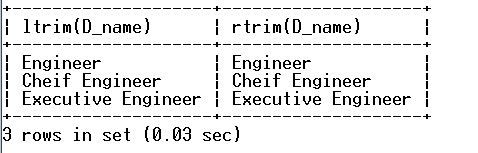 +--------------------+--------------------+
| ltrim(D_name)      | rtrim(D_name)      |
+--------------------+--------------------+
| Engineer           | Engineer           |
| Cheif Engineer     | Cheif Engineer     |
| Executive Engineer | Executive Engineer |
+--------------------+--------------------+
3 rows in set (0.03 sec)